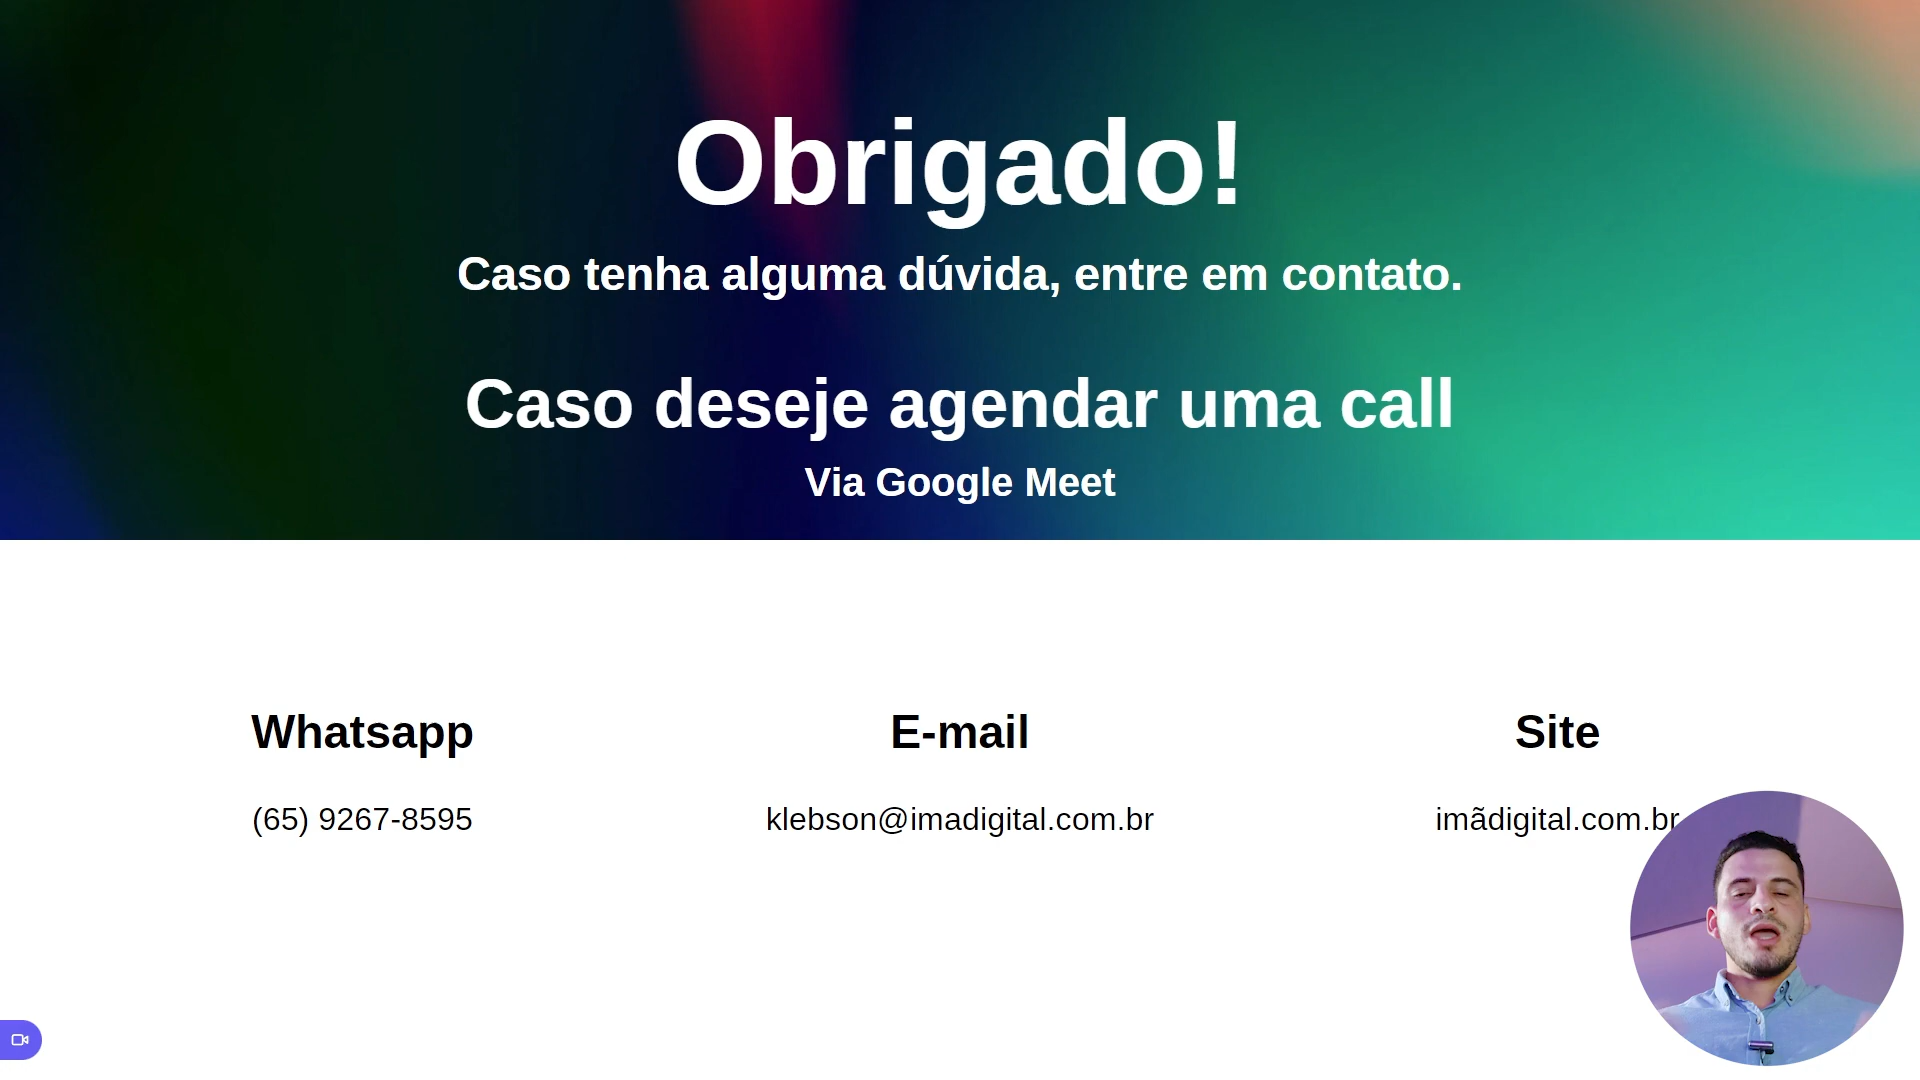 Obrigado!
Caso tenha alguma dúvida, entre em contato.
Caso deseje agendar uma call
Via Google Meet
Whatsapp
E-mail
Site
(65) 9267-8595
klebson@imadigital.com.br
imãdigital.com.br